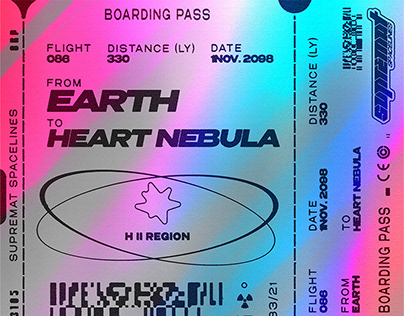 BOARDING PASS
FLIGHT
086
DISTANCE (LY)
330
DATE
1NOV. 2098
FROM
EARTH
TO
HEART NEBULA
H II REGION
SUPREMAT SPACELINES
DISTANCE (LY)
330
DATE
1NOV. 2098
TO
HEART NEBULA
FLIGHT
086
FROM
EARTH
BOARDING PASS